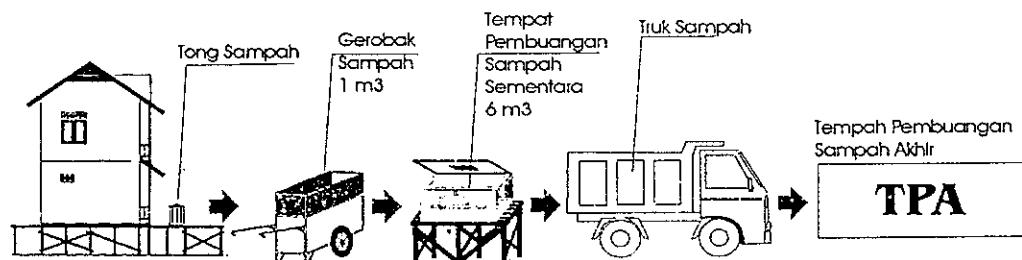 Tong Sampah
Gerobak
Sampah
1 m3
Tempat
Pembuangan
Sampah
Sementara
6 m3
Truk Sampah
Tempah Pembuangan
Sampah Akhir
TPA